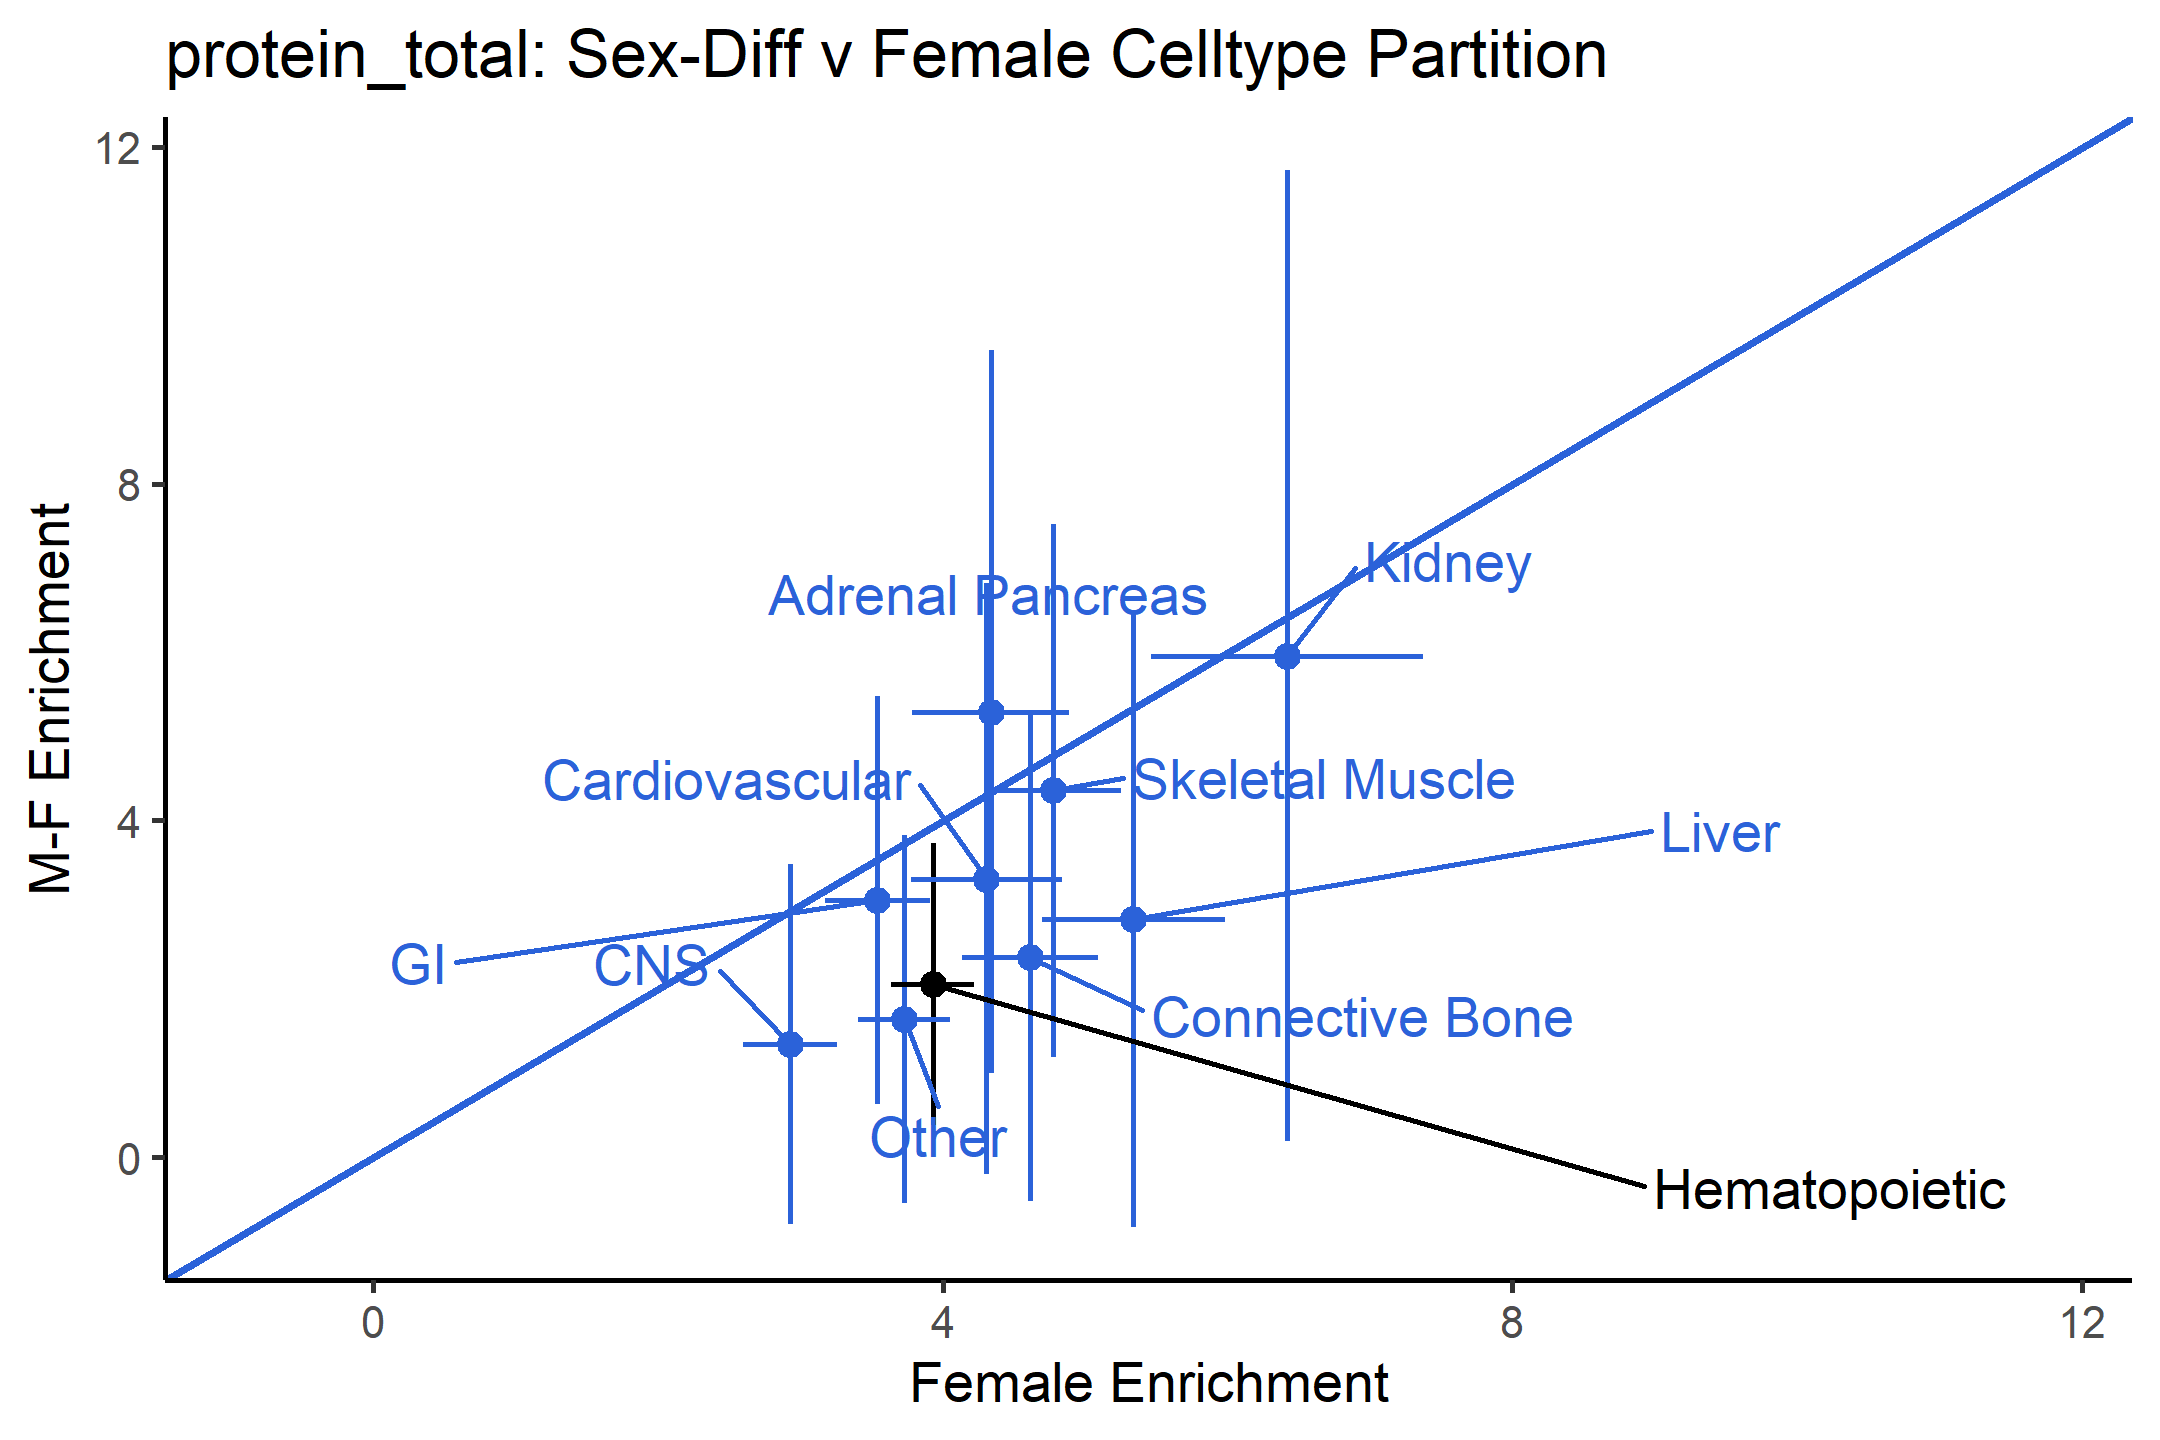 protein_total: Sex-Diff v Female Celltype Partition
12
8
4
0
M-F Enrichment
Kidney
Adrenal Pancreas
Cardiovascular
Skeletal Muscle
Liver
GI
CNS
Connective Bone
Other
Hematopoietic
0
4
8
12
Female Enrichment